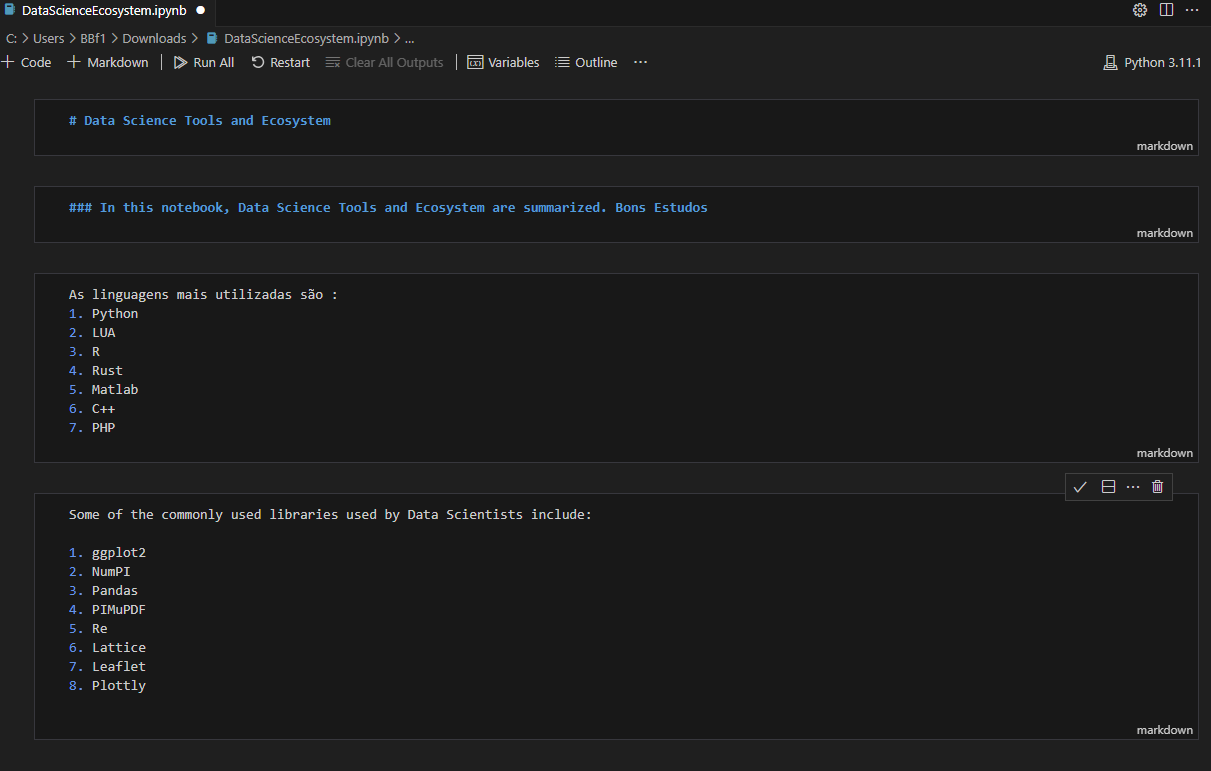 DataScienceEcosystem.ipynb
C: > Users > BBf1 > Downloads > DataScienceEcosystem.ipynb > ...
+ Code + Markdown | Run All Restart Clear All Outputs | Variables Outline ... Python 3.11.1
# Data Science Tools and Ecosystem
markdown
### In this notebook, Data Science Tools and Ecosystem are summarized. Bons Estudos
markdown
As linguagens mais utilizadas são :
1. Python
2. LUA
3. R
4. Rust
5. Matlab
6. C++
7. PHP
markdown
Some of the commonly used libraries used by Data Scientists include:
1. ggplot2
2. NumPI
3. Pandas
4. PIMuPDF
5. Re
6. Lattice
7. Leaflet
8. Plottly
markdown